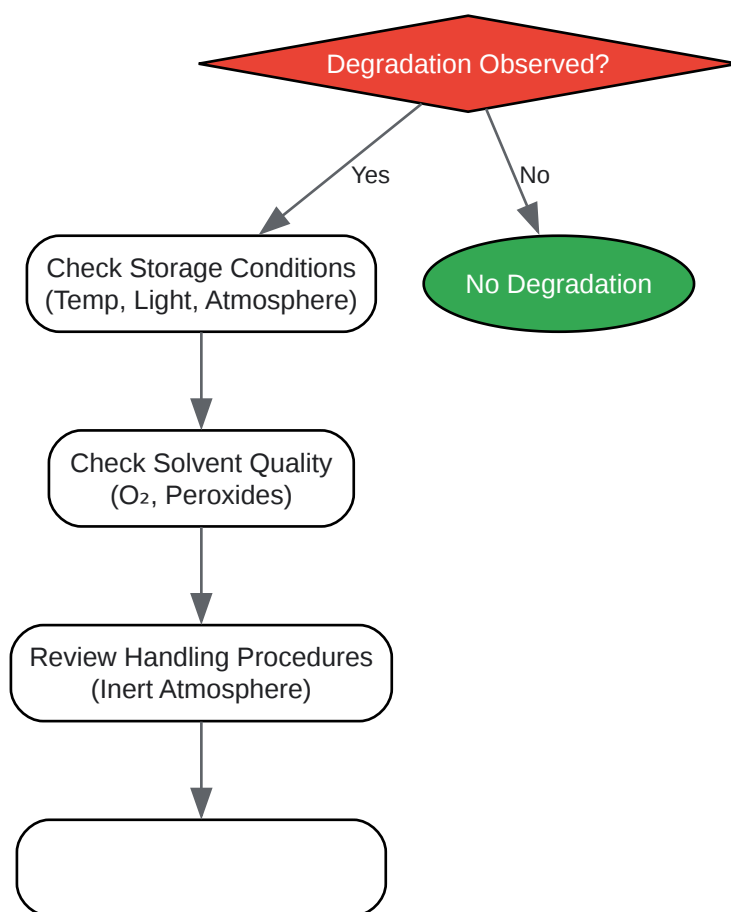 Degradation Observed?
Yes
No
Check Storage Conditions
(Temp, Light, Atmosphere)
No Degradation
Check Solvent Quality
(O₂, Peroxides)
Review Handling Procedures
(Inert Atmosphere)